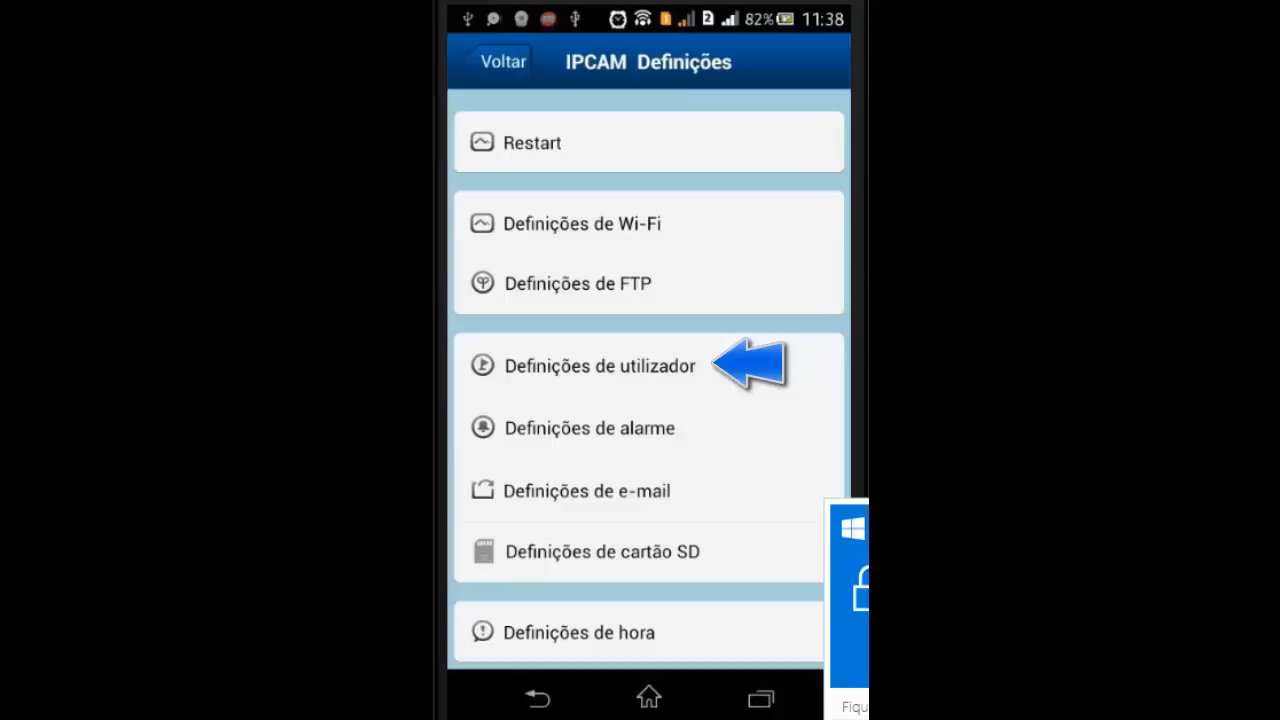 82% 11:38
Voltar IPCAM Definições
Restart
Definições de Wi-Fi
Definições de FTP
Definições de utilizador
Definições de alarme
Definições de e-mail
Definições de cartão SD
Definições de hora
Fiqu